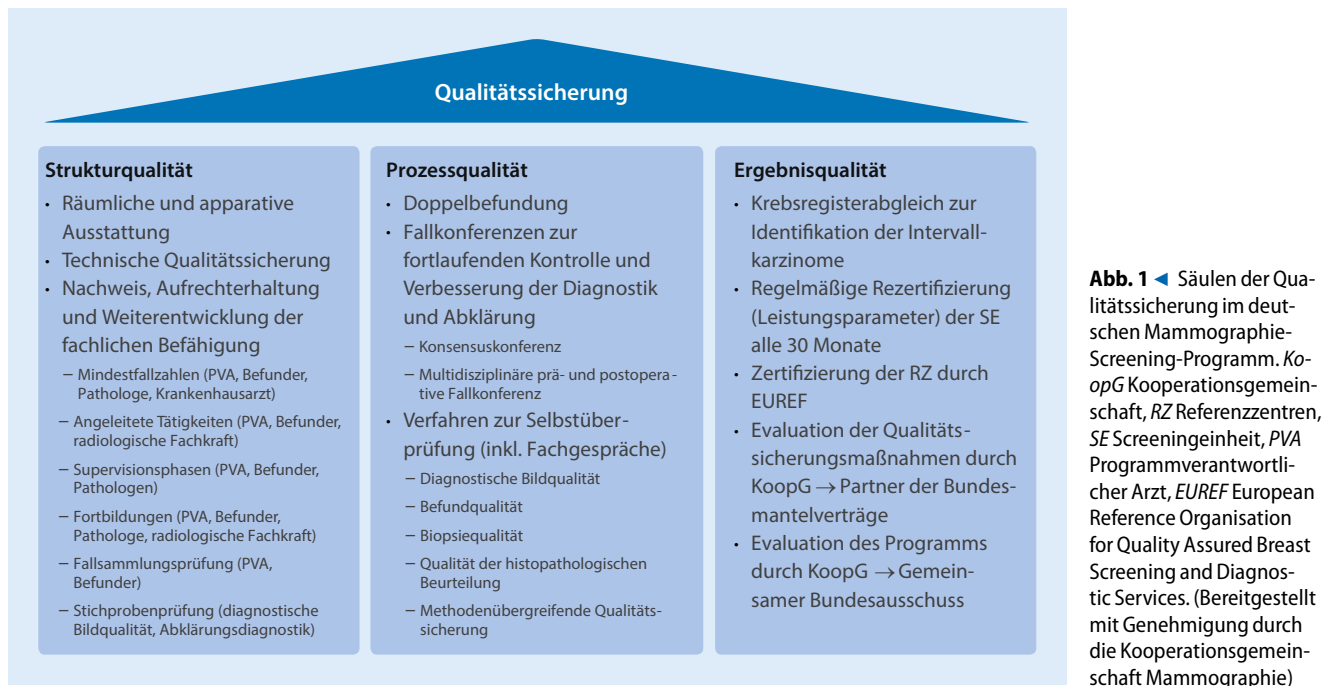 Qualitätssicherung
Strukturqualität
• Räumliche und apparative
Ausstattung
• Technische Qualitätssicherung
• Nachweis, Aufrechterhaltung
und Weiterentwicklung der
fachlichen Befähigung
– Mindestfallzahlen (PVA, Befunder,
Pathologe, Krankenhausarzt)
– Angeleitete Tätigkeiten (PVA, Befunder,
radiologische Fachkraft)
– Supervisionsphasen (PVA, Befunder,
Pathologen)
– Fortbildungen (PVA, Befunder,
Pathologe, radiologische Fachkraft)
– Fallsammlungsprüfung (PVA,
Befunder)
– Stichprobenprüfung (diagnostische
Bildqualität, Abklärungsdiagnostik)
Prozessqualität
• Doppelbefundung
• Fallkonferenzen zur
fortlaufenden Kontrolle und
Verbesserung der Diagnostik
und Abklärung
– Konsensuskonferenz
– Multidisziplinäre prä- und postopera-
tive Fallkonferenz
• Verfahren zur Selbstüber-
prüfung (inkl. Fachgespräche)
– Diagnostische Bildqualität
– Befundqualität
– Biopsiequalität
– Qualität der histopathologischen
Beurteilung
– Methodenübergreifende Qualitäts-
sicherung
Ergebnisqualität
• Krebsregisterabgleich zur
Identifikation der Intervall-
karzinome
• Regelmäßige Rezertifizierung
(Leistungsparameter) der SE
alle 30 Monate
• Zertifizierung der RZ durch
EUREF
• Evaluation der Qualitäts-
sicherungsmaßnahmen durch
KoopG → Partner der Bundes-
mantelverträge
• Evaluation des Programms
durch KoopG → Gemein-
samer Bundesausschuss
Abb. 1 ◄ Säulen der Qua-
litätssicherung im deut-
schen Mammographie-
Screening-Programm. Ko-
opG Kooperationsgemein-
schaft, RZ Referenzzentren,
SE Screeningeinheit, PVA
Programmverantwortli-
cher Arzt, EUREF European
Reference Organisation
for Quality Assured Breast
Screening and Diagnos-
tic Services. (Bereitgestellt
mit Genehmigung durch
die Kooperationsgemein-
schaft Mammographie)